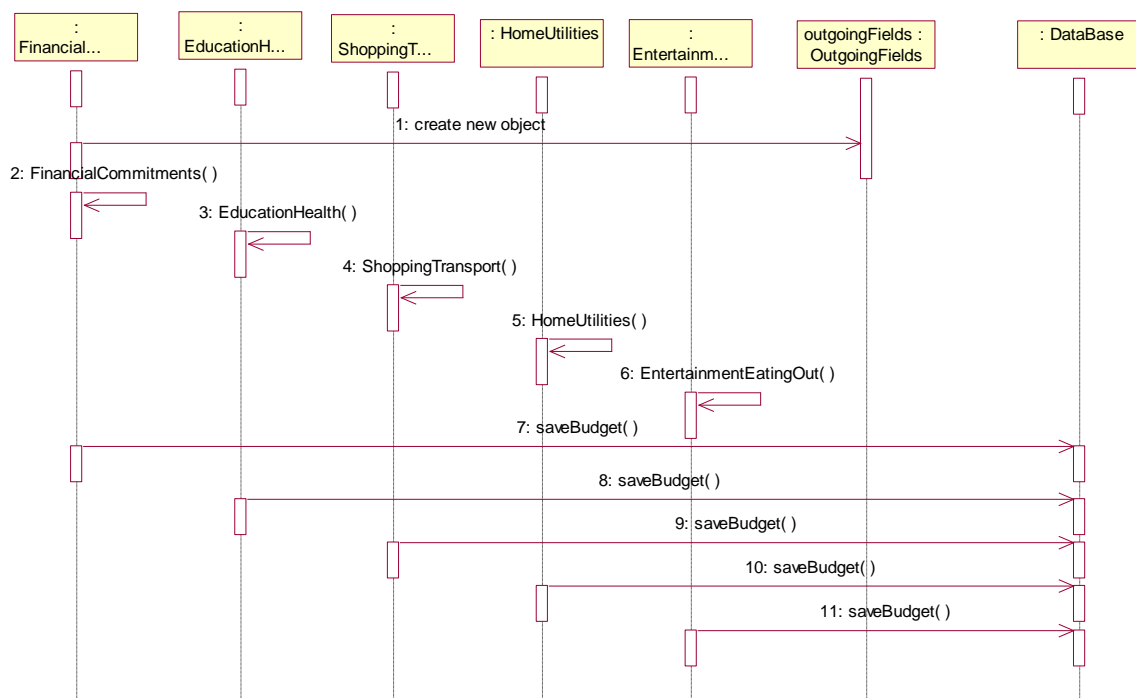 :
Financial...
:
EducationH...
:
ShoppingT...
: HomeUtilities
:
Entertainm...
outgoingFields :
OutgoingFields
: DataBase
1: create new object
2: FinancialCommitments( )
3: EducationHealth( )
4: ShoppingTransport( )
5: HomeUtilities( )
6: EntertainmentEatingOut( )
7: saveBudget( )
8: saveBudget( )
9: saveBudget( )
10: saveBudget( )
11: saveBudget( )